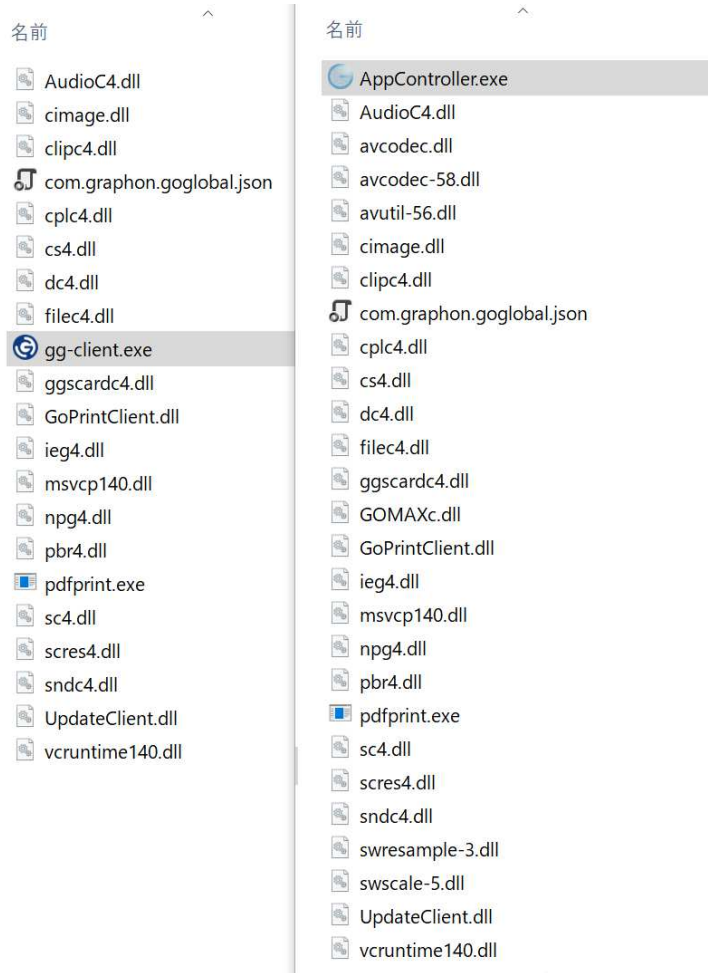 名前
AudioC4.dll
cimage.dll
clipc4.dll
com.graphon.goglobal.json
cplc4.dll
cs4.dll
dc4.dll
filec4.dll
gg-client.exe
ggscardc4.dll
GoPrintClient.dll
ieg4.dll
msvcp140.dll
npg4.dll
pbr4.dll
pdfprint.exe
sc4.dll
scres4.dll
sndc4.dll
UpdateClient.dll
vcruntime140.dll
名前
AppController.exe
AudioC4.dll
avcodec.dll
avcodec-58.dll
avutil-56.dll
cimage.dll
clipc4.dll
com.graphon.goglobal.json
cplc4.dll
cs4.dll
dc4.dll
filec4.dll
ggscardc4.dll
GOMAXc.dll
GoPrintClient.dll
ieg4.dll
msvcp140.dll
npg4.dll
pbr4.dll
pdfprint.exe
sc4.dll
scres4.dll
sndc4.dll
swresample-3.dll
swscale-5.dll
UpdateClient.dll
vcruntime140.dll